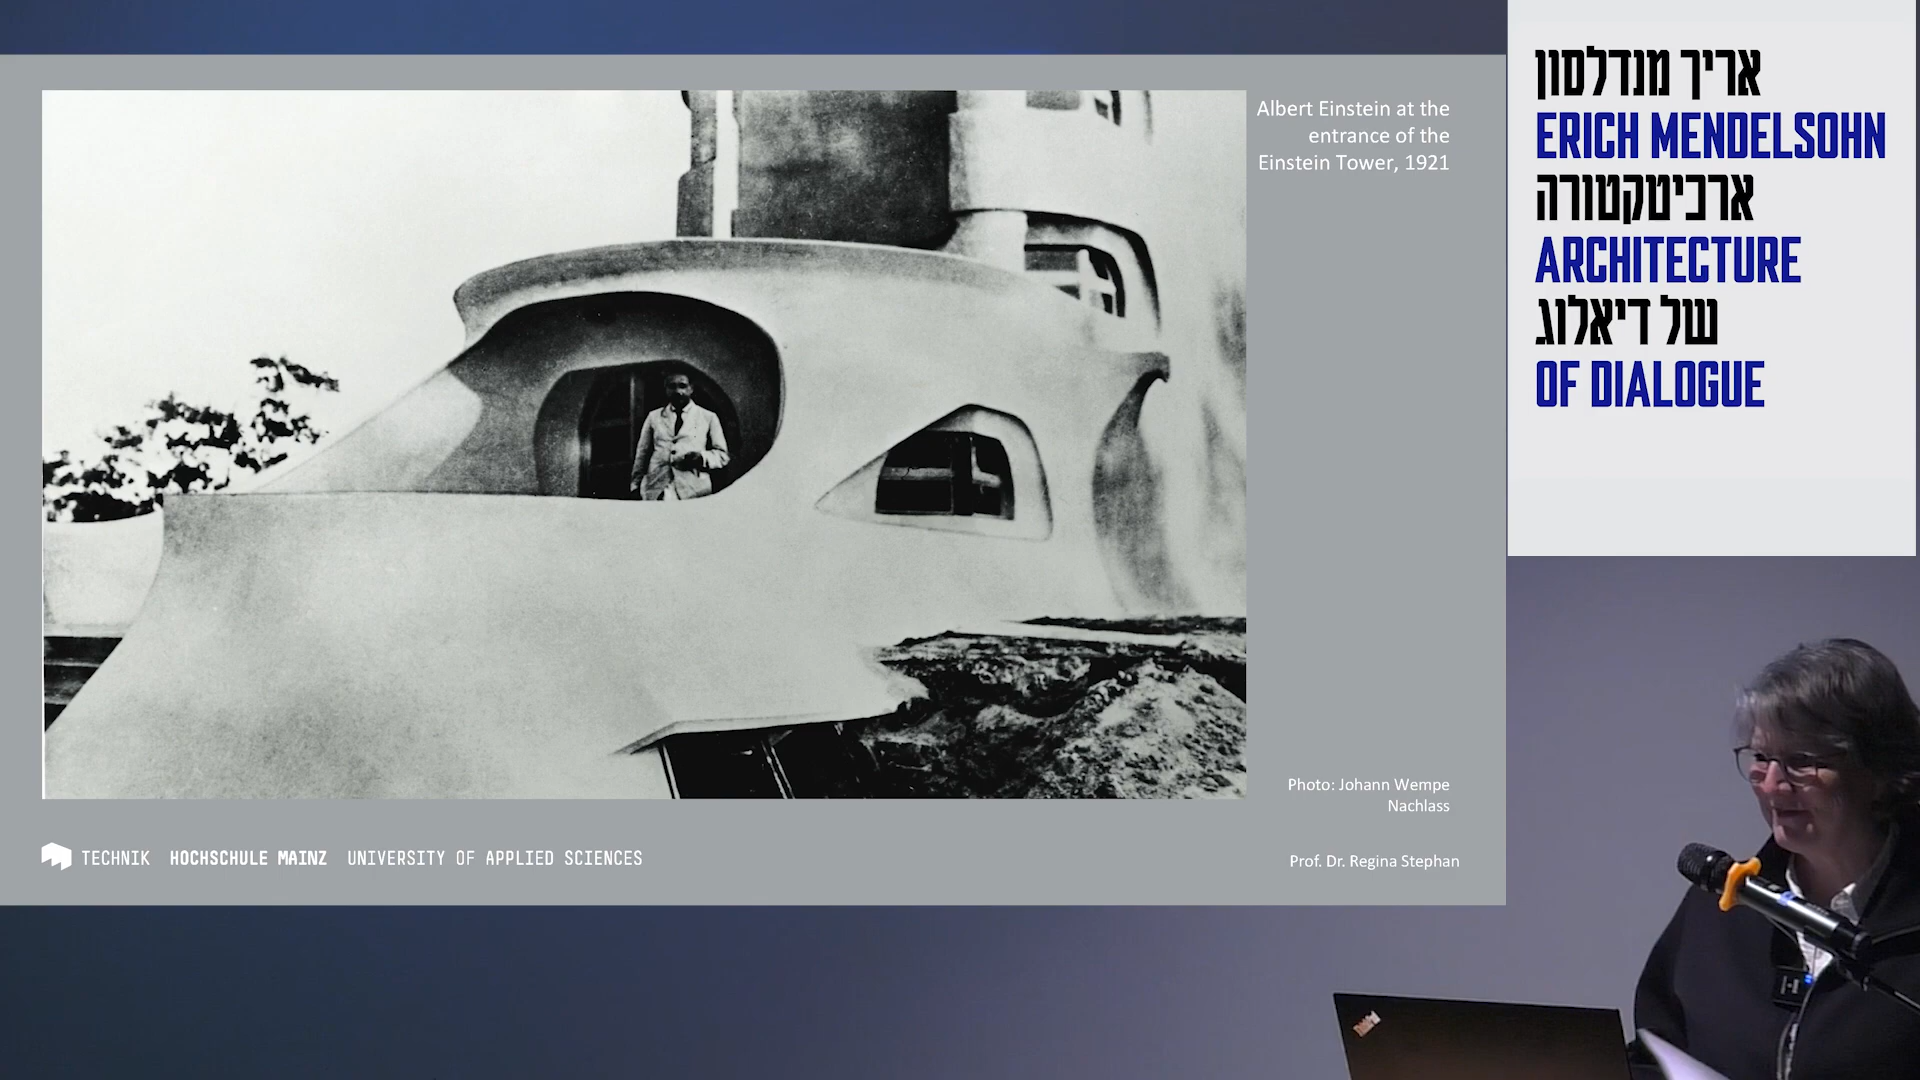 Albert Einstein at the
entrance of the
Einstein Tower, 1921
Photo: Johann Wempe
Nachlass
TECHNIK HOCHSCHULE MAINZ UNIVERSITY OF APPLIED SCIENCES
Prof. Dr. Regina Stephan
אריך מנדלסון
ERICH MENDELSOHN
ארכיטקטורה
ARCHITECTURE
של דיאלוג
OF DIALOGUE